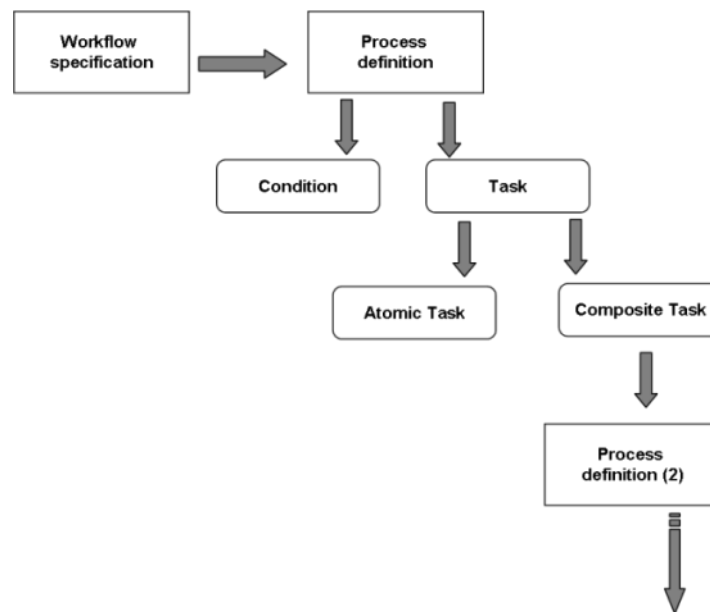 Workflow
specification
Process
definition
Condition
Task
Atomic Task
Composite Task
Process
definition (2)